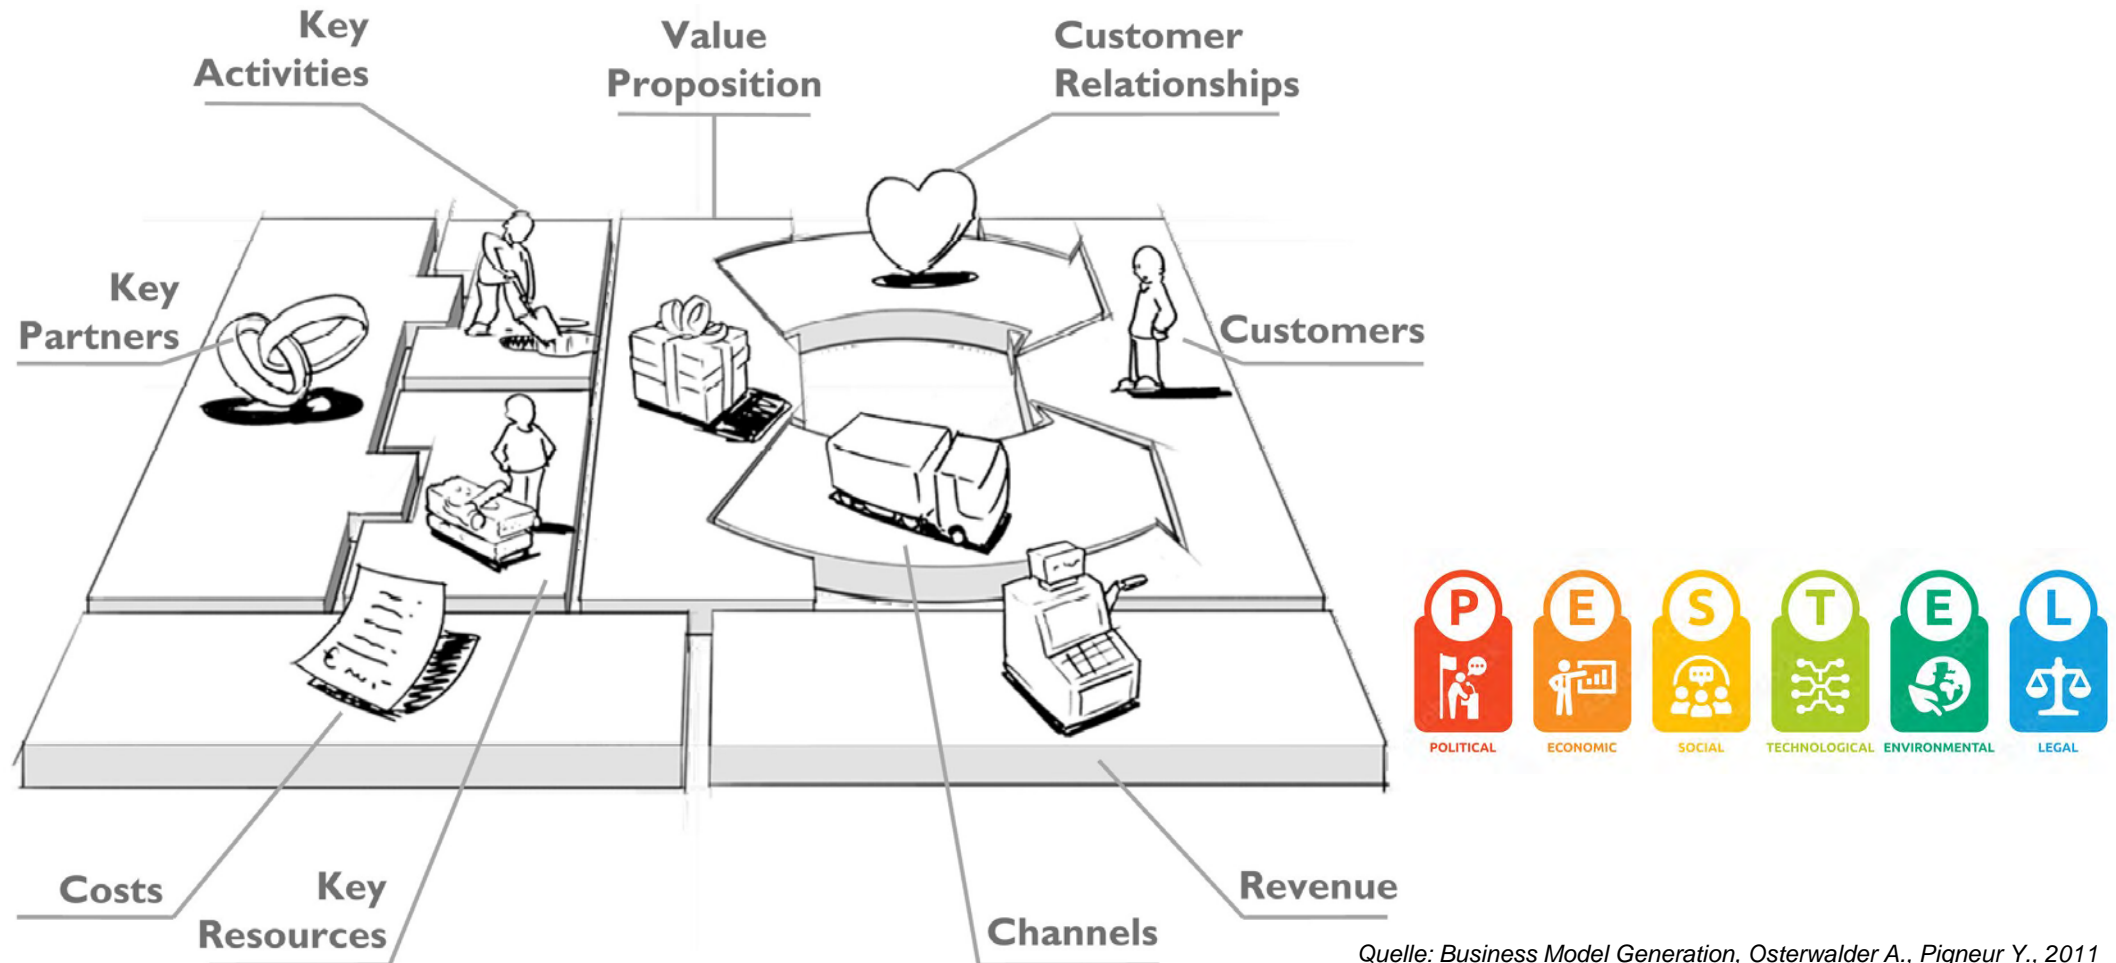 Key
Activities
Value
Proposition
Customer
Relationships
Key
Partners
Customers
P
E
S
T
E
L
POLITICAL
ECONOMIC
SOCIAL
TECHNOLOGICAL
ENVIRONMENTAL
LEGAL
€
Costs
Key
Resources
Channels
Revenue
Quelle: Business Model Generation, Osterwalder A., Pigneur Y., 2011